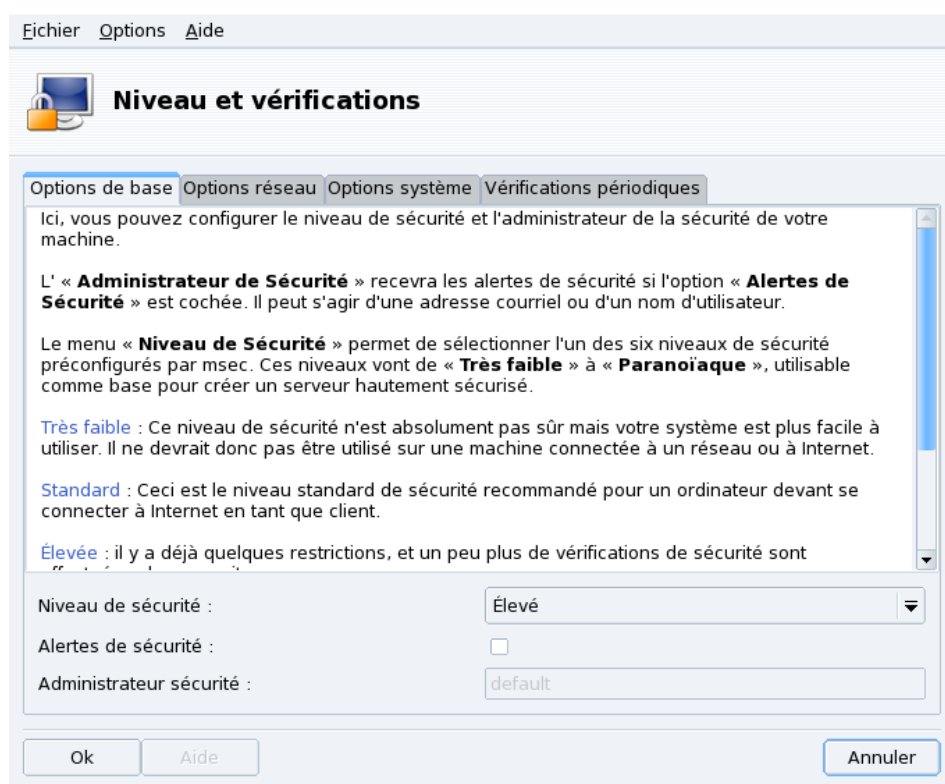 Fichier Options Aide
Niveau et vérifications
Options de base Options réseau Options système Vérifications périodiques
Ici, vous pouvez configurer le niveau de sécurité et l'administrateur de la sécurité de votre
machine.
L' « Administrateur de Sécurité » recevra les alertes de sécurité si l'option « Alertes de
Sécurité » est cochée. Il peut s'agir d'une adresse courriel ou d'un nom d'utilisateur.
Le menu « Niveau de Sécurité » permet de sélectionner l'un des six niveaux de sécurité
préconfigurés par msec. Ces niveaux vont de « Très faible » à « Paranoïaque », utilisable
comme base pour créer un serveur hautement sécurisé.
Très faible : Ce niveau de sécurité n'est absolument pas sûr mais votre système est plus facile à
utiliser. Il ne devrait donc pas être utilisé sur une machine connectée à un réseau ou à Internet.
Standard : Ceci est le niveau standard de sécurité recommandé pour un ordinateur devant se
connecter à Internet en tant que client.
Élevée : il y a déjà quelques restrictions, et un peu plus de vérifications de sécurité sont
Niveau de sécurité : Élevé
Alertes de sécurité :
Administrateur sécurité : default
Ok Aide Annuler